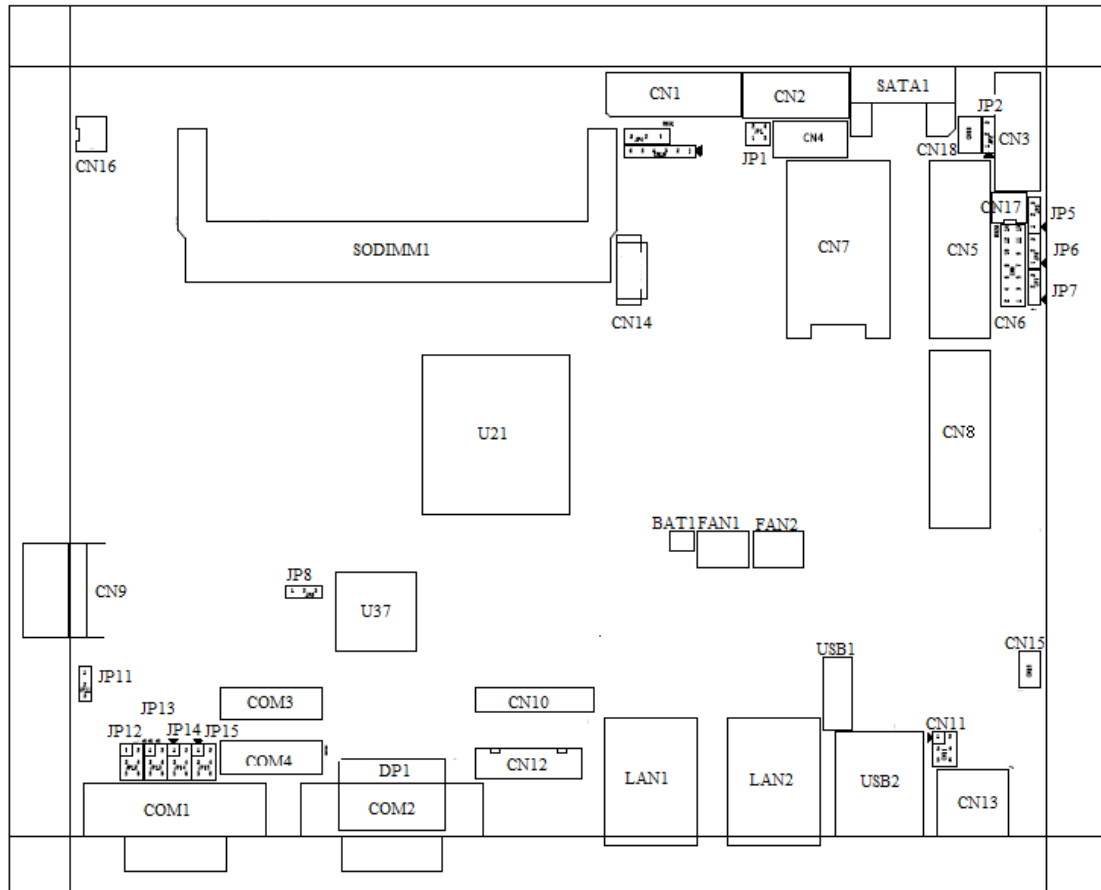 SATA1
CN1
CN2
JP2
CN3
CN4
CN18
JP1
CN16
CN17
JP5
SODIMM1
CN7
CN5
JP6
JP7
CN14
CN6
U21
CN8
BAT1
FAN1
FAN2
JP8
CN9
U37
CN15
USB1
JP11
COM3
CN10
JP13
JP12
JP14
JP15
CN11
COM4
DP1
CN12
LAN1
LAN2
USB2
COM1
COM2
CN13